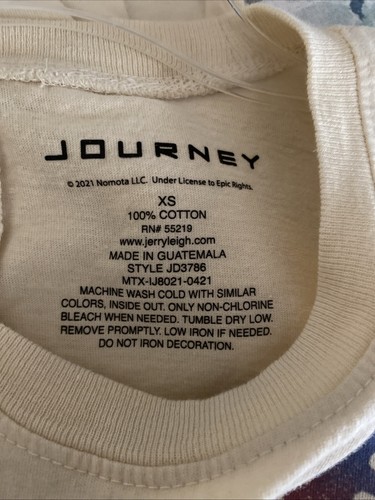 JOURNEY
© 2021 Nomota LLC. Under License to Epic Rights.
XS
100% COTTON
RN# 55219
www.jerryleigh.com
MADE IN GUATEMALA
STYLE JD3786
MTX-IJ8021-0421
MACHINE WASH COLD WITH SIMILAR
COLORS, INSIDE OUT. ONLY NON-CHLORINE
BLEACH WHEN NEEDED. TUMBLE DRY LOW.
REMOVE PROMPTLY. LOW IRON IF NEEDED.
DO NOT IRON DECORATION.